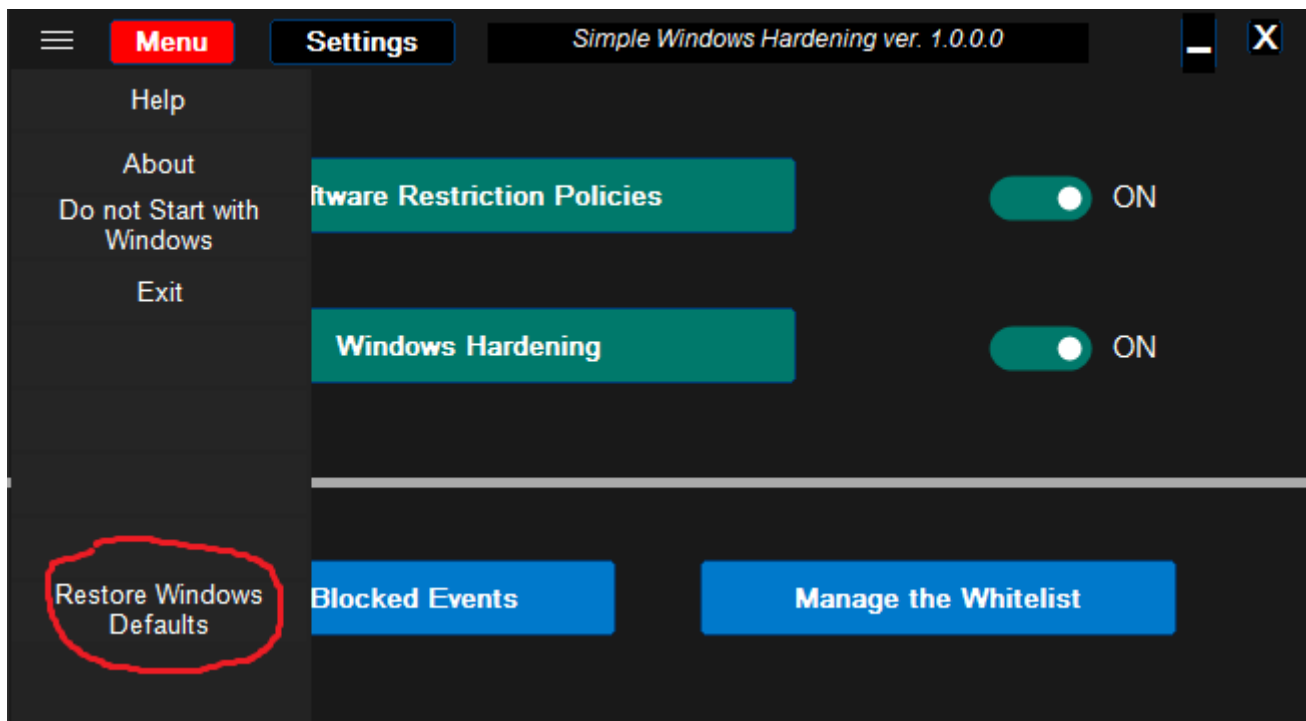 Menu
Settings
Simple Windows Hardening ver. 1.0.0.0
X
Help
About
Do not Start with
Windows
Exit
ftware Restriction Policies
ON
Windows Hardening
ON
Restore Windows
Defaults
Blocked Events
Manage the Whitelist